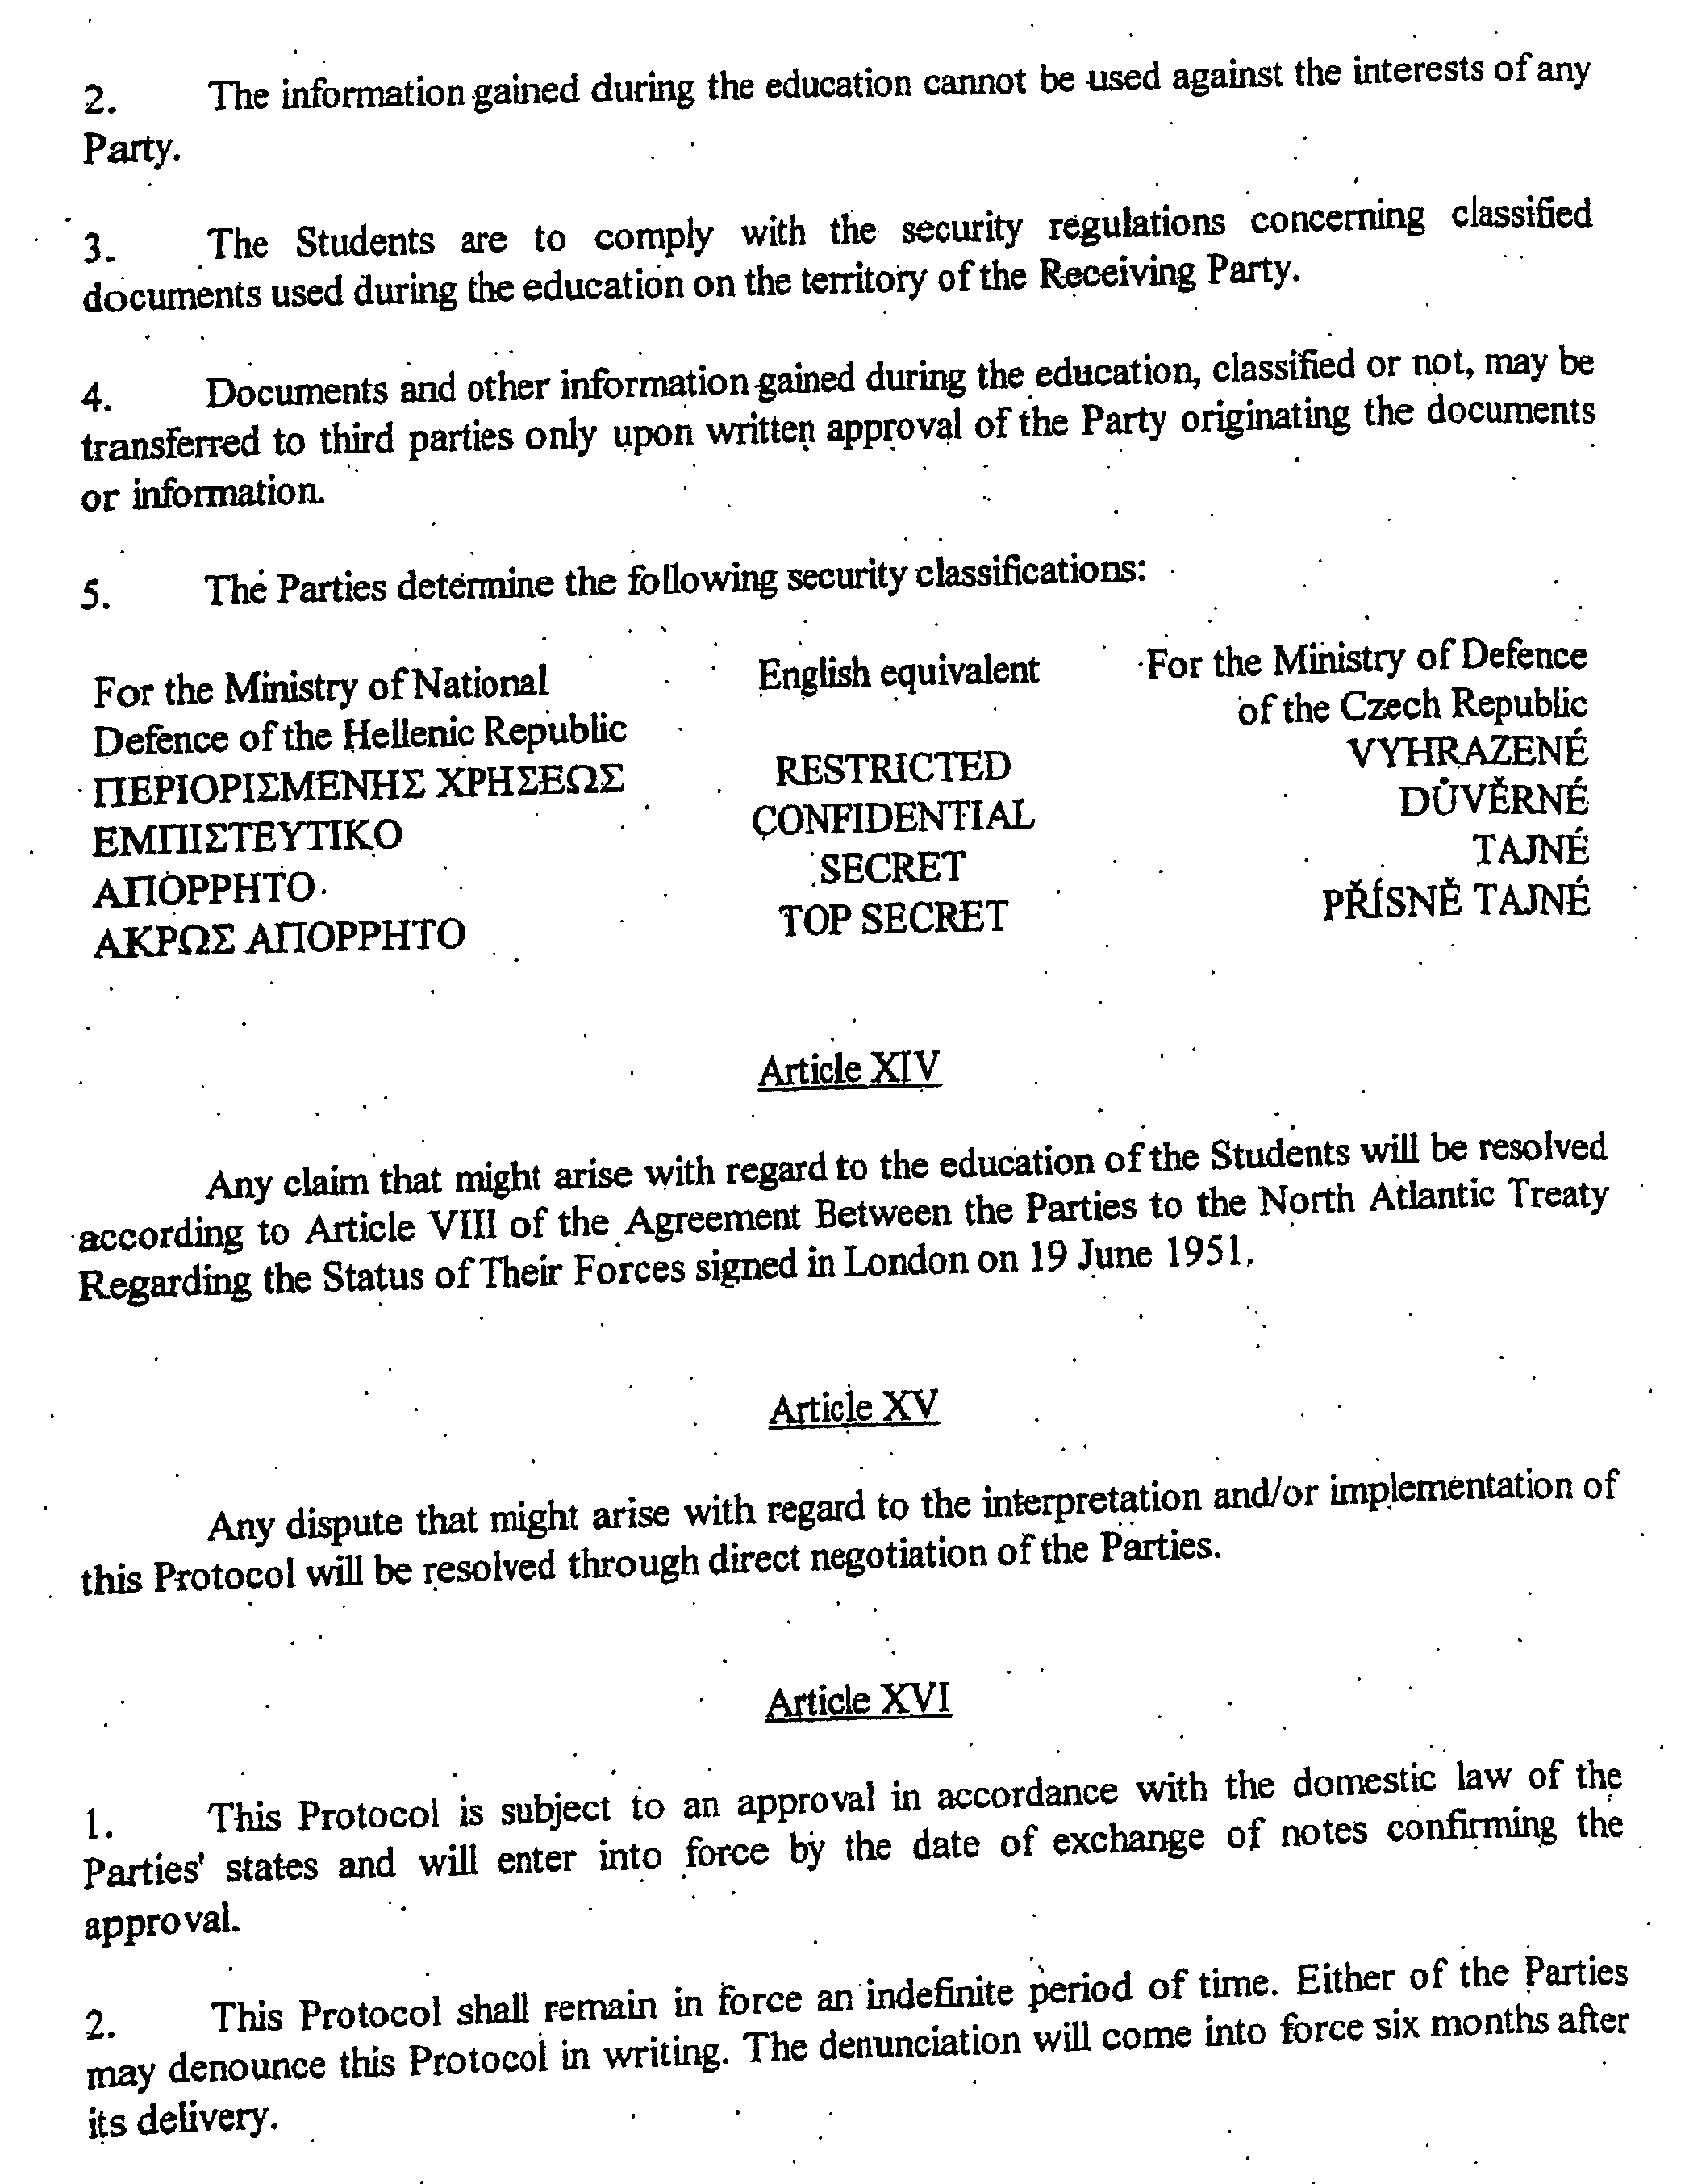 2. The information gained during the education cannot be used against the interests of any
Party.
3. The Students are to comply with the security regulations concerning classified
documents used during the education on the territory of the Receiving Party.
4. Documents and other information gained during the education, classified or not, may be
transferred to third parties only upon written approval of the Party originating the documents
or information.
5. The Parties determine the following security classifications:
For the Ministry of National English equivalent For the Ministry of Defence
Defence of the Hellenic Republic of the Czech Republic
ΠΕΡΙΟΡΙΣΜΕΝΗΣ ΧΡΗΣΕΩΣ RESTRICTED VYHRAZENÉ
ΕΜΠΙΣΤΕΥΤΙΚΟ CONFIDENTIAL DŮVĚRNÉ
ΑΠΟΡΡΗΤΟ SECRET TAJNÉ
ΑΚΡΩΣ ΑΠΟΡΡΗΤΟ TOP SECRET PŘÍSNĚ TAJNÉ
Article XIV
Any claim that might arise with regard to the education of the Students will be resolved
according to Article VIII of the Agreement Between the Parties to the North Atlantic Treaty
Regarding the Status of Their Forces signed in London on 19 June 1951.
Article XV
Any dispute that might arise with regard to the interpretation and/or implementation of
this Protocol will be resolved through direct negotiation of the Parties.
Article XVI
1. This Protocol is subject to an approval in accordance with the domestic law of the
Parties' states and will enter into force by the date of exchange of notes confirming the
approval.
2. This Protocol shall remain in force an indefinite period of time. Either of the Parties
may denounce this Protocol in writing. The denunciation will come into force six months after
its delivery.